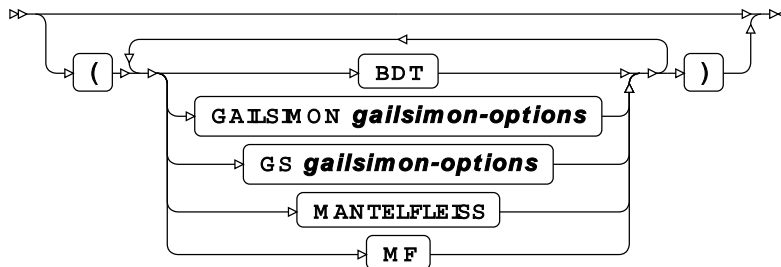 ( BDT )
GAILSIMON gailsimon-options
GS gailsimon-options
MANTELFLEISS
MF